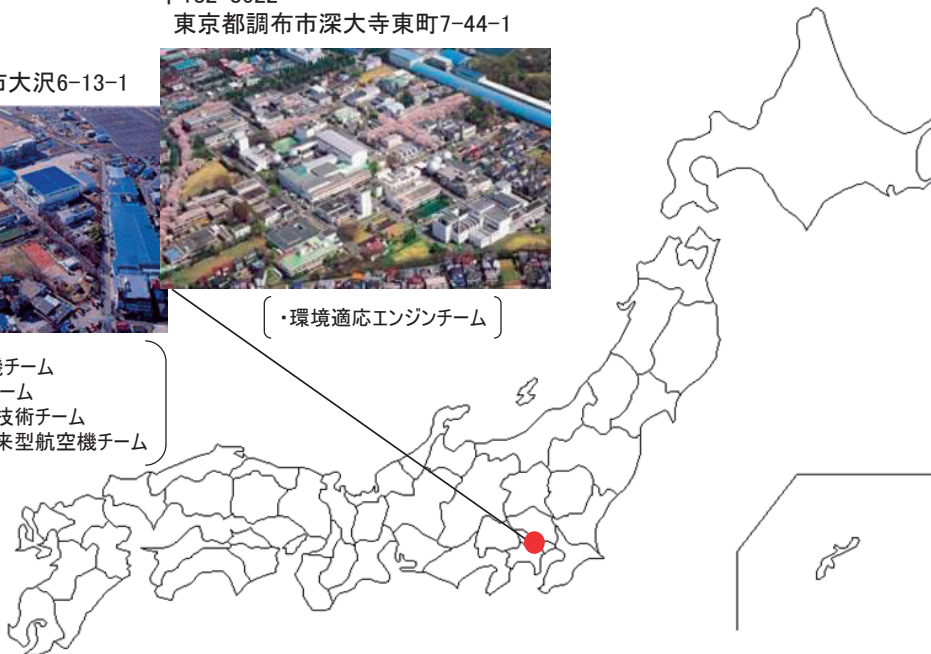 東京都調布市深大寺東町7-44-1
市大沢6-13-1
・環境適応エンジンチーム
機チーム
ーム
技術チーム
来型航空機チーム